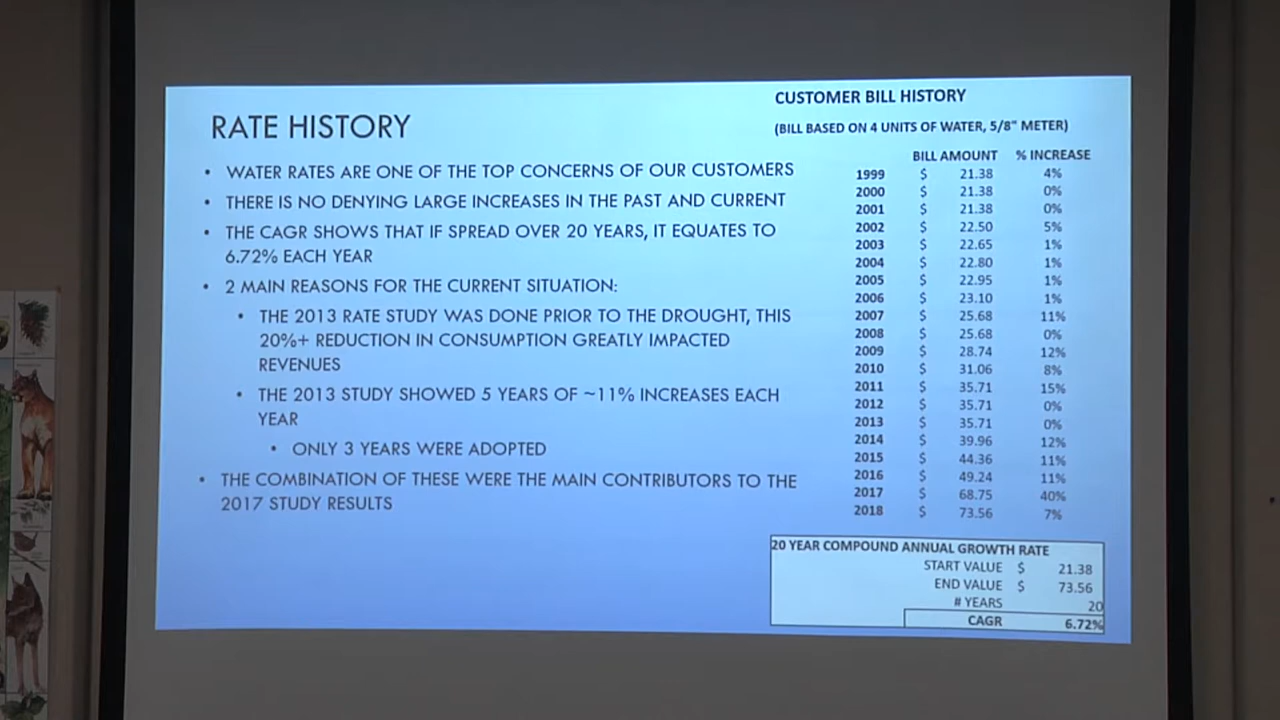 RATE HISTORY
• WATER RATES ARE ONE OF THE TOP CONCERNS OF OUR CUSTOMERS
• THERE IS NO DENYING LARGE INCREASES IN THE PAST AND CURRENT
• THE CAGR SHOWS THAT IF SPREAD OVER 20 YEARS, IT EQUATES TO
6.72% EACH YEAR
• 2 MAIN REASONS FOR THE CURRENT SITUATION:
• THE 2013 RATE STUDY WAS DONE PRIOR TO THE DROUGHT, THIS
20%+ REDUCTION IN CONSUMPTION GREATLY IMPACTED
REVENUES
• THE 2013 STUDY SHOWED 5 YEARS OF ~11% INCREASES EACH
YEAR
• ONLY 3 YEARS WERE ADOPTED
• THE COMBINATION OF THESE WERE THE MAIN CONTRIBUTORS TO THE
2017 STUDY RESULTS
CUSTOMER BILL HISTORY
(BILL BASED ON 4 UNITS OF WATER, 5/8" METER)
BILL AMOUNT % INCREASE
1999 $ 21.38 4%
2000 $ 21.38 0%
2001 $ 21.38 0%
2002 $ 22.50 5%
2003 $ 22.65 1%
2004 $ 22.80 1%
2005 $ 22.95 1%
2006 $ 23.10 1%
2007 $ 25.68 11%
2008 $ 25.68 0%
2009 $ 28.74 12%
2010 $ 31.06 8%
2011 $ 35.71 15%
2012 $ 35.71 0%
2013 $ 35.71 0%
2014 $ 39.96 12%
2015 $ 44.36 11%
2016 $ 49.24 11%
2017 $ 68.75 40%
2018 $ 73.56 7%
20 YEAR COMPOUND ANNUAL GROWTH RATE
START VALUE $ 21.38
END VALUE $ 73.56
# YEARS 20
CAGR 6.72%